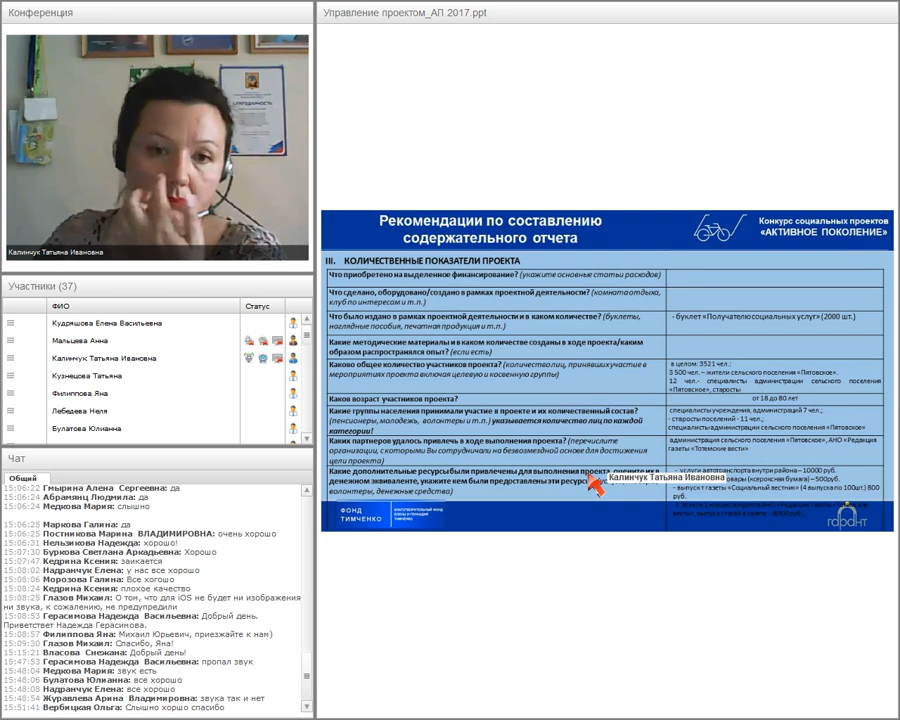 Конференция
БЛАГОДАРНОСТЬ
Калинчук Татьяна Ивановна
Участники (37)
ФИО
Статус
Кудряшова Елена Васильевна
Мальцева Анна
Калинчук Татьяна Ивановна
Кузнецова Татьяна
Филиппова Яна
Лебедева Неля
Булатова Юлианна
Чат
Общий
15:06:22 Гмырина Алена Сергеевна: да
15:06:24 Абрамянц Людмила: да
15:06:24 Медкова Мария: слышно
15:06:25 Маркова Галина: да
15:06:25 Постникова Марина ВЛАДИМИРОВНА: очень хорошо
15:06:31 Нельзикова Надежда: хорошо!
15:07:30 Буркова Светлана Аркадьевна: Хорошо
15:07:47 Кедрина Ксения: заикается
15:08:02 Надранчук Елена: у нас все хорошо
15:08:06 Морозова Галина: Все хогошо
15:08:24 Кедрина Ксения: плохое качество
15:08:25 Глазов Михаил: О том, что для iOS не будет ни изображения
ни звука, к сожалению, не предупредили
15:08:53 Герасимова Надежда Васильевна: Добрый день.
Приветствет Надежда Герасимова.
15:08:57 Филиппова Яна: Михаил Юрьевич, приезжайте к нам)
15:09:30 Глазов Михаил: Спасибо, Яна!
15:15:21 Власова Снежана: Добрый день!
15:47:53 Герасимова Надежда Васильевна: пропал звук
15:48:04 Медкова Мария: звук есть
15:48:06 Булатова Юлианна: все хорошо
15:48:08 Надранчук Елена: все хорошо
15:48:54 Журавлева Арина Владимировна: звука так и нет
15:51:41 Вербицкая Ольга: Слышно хоршо спасибо
Управление проектом_АП 2017.ppt
Рекомендации по составлению
содержательного отчета
Конкурс социальных проектов
«АКТИВНОЕ ПОКОЛЕНИЕ»
III. КОЛИЧЕСТВЕННЫЕ ПОКАЗАТЕЛИ ПРОЕКТА
Что приобретено на выделенное финансирование? (укажите основные статьи расходов)
Что сделано, оборудовано/создано в рамках проектной деятельности? (комната отдыха,
клуб по интересам и т.п.)
Что было издано в рамках проектной деятельности в каком количестве? (буклеты,
наглядные пособия, печатная продукция и т.п.)
- буклет «Получателю социальных услуг» (2000 шт.)
Какие методические материалы и в каком количестве созданы в ходе проекта/каким
образом распространялся опыт? (если есть)
Каково общее количество участников проекта? (количество лиц, принявших участие в
мероприятиях проекта включая целевую и косвенную группы)
в целом: 3521 чел.:
3 500 чел. – жители сельского поселения «Пятовское».
12 чел.- специалисты администрации сельского поселения
«Пятовское», старосты
Каков возраст участников проекта?
от 18 до 80 лет
Какие группы населения принимали участие в проекте и их количественный состав?
(пенсионеры, молодежь, волонтеры и т.п.) указывается количество лиц по каждой
категории!
специалисты учреждения, администраций 7 чел.;
- старосты поселений - 11 чел.;
специалисты администрации сельского поселения «Пятовское»
Каких партнеров удалось привлечь в ходе выполнения проекта? (перечислите
организации, с которыми Вы сотрудничали на безвозмездной основе для достижения
цели проекта)
администрация сельского поселения «Пятовское», АНО «Редакция
газеты «Тотемские вести»
Какие дополнительные ресурсы были привлечены для выполнения проекта, оцените их в
денежном эквиваленте, укажите кем были предоставлены эти ресурсы
волонтеры, денежные средства)
- услуги автотранспорта внутри района – 10000 руб.
(ксероксная бумага) – 500руб.
- выпуск газеты «Социальный вестник» (4 выпуска по 100шт.) 800
руб.
Калинчук Татьяна Ивановна
ФОНД
ТИМЧЕНКО
БЛАГОТВОРИТЕЛЬНЫЙ ФОНД
ЕЛЕНЫ И ГЕННАДИЯ
ТИМЧЕНКО
гарант